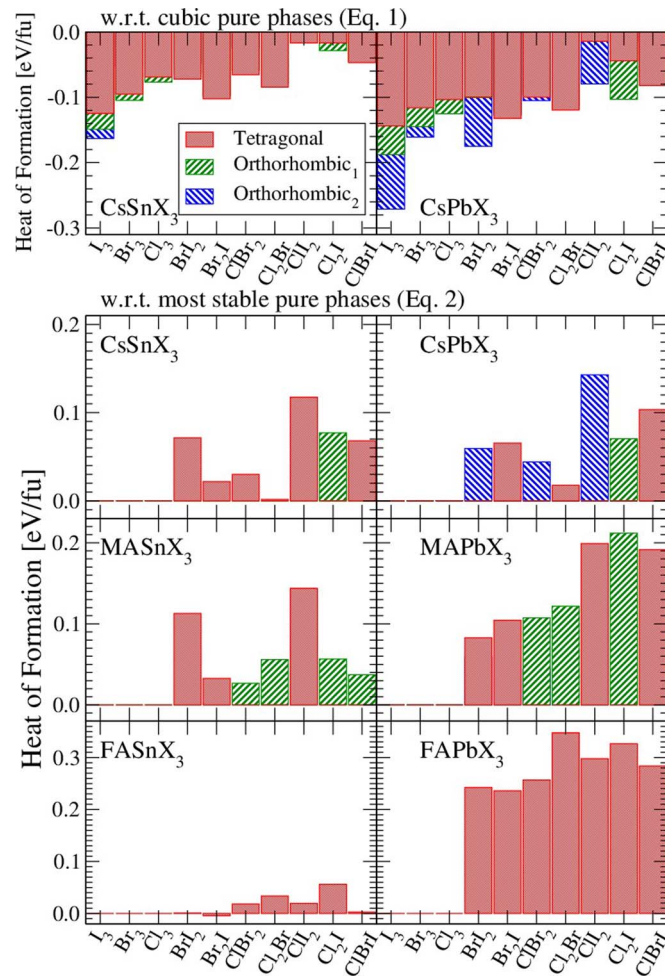 w.r.t. cubic pure phases (Eq. 1)
Heat of Formation [eV/fu]
0.0
-0.1
-0.2
-0.3
Tetragonal
Orthorhombic₁
Orthorhombic₂
CsSnX₃
CsPbX₃
I₃
Br₃
Cl₃
BrI₂
Br₂I
ClBr₂
Cl₂Br
ClI₂
Cl₂I
ClBrI
I₃
Br₃
Cl₃
BrI₂
Br₂I
ClBr₂
Cl₂Br
ClI₂
Cl₂I
ClBrI
w.r.t. most stable pure phases (Eq. 2)
Heat of Formation [eV/fu]
0.2
0.1
0.0
CsSnX₃
CsPbX₃
0.2
0.1
0.0
MASnX₃
MAPbX₃
0.3
0.2
0.1
0.0
FASnX₃
FAPbX₃
I₃
Br₃
Cl₃
BrI₂
Br₂I
ClBr₂
Cl₂Br
ClI₂
Cl₂I
ClBrI
I₃
Br₃
Cl₃
BrI₂
Br₂I
ClBr₂
Cl₂Br
ClI₂
Cl₂I
ClBrI